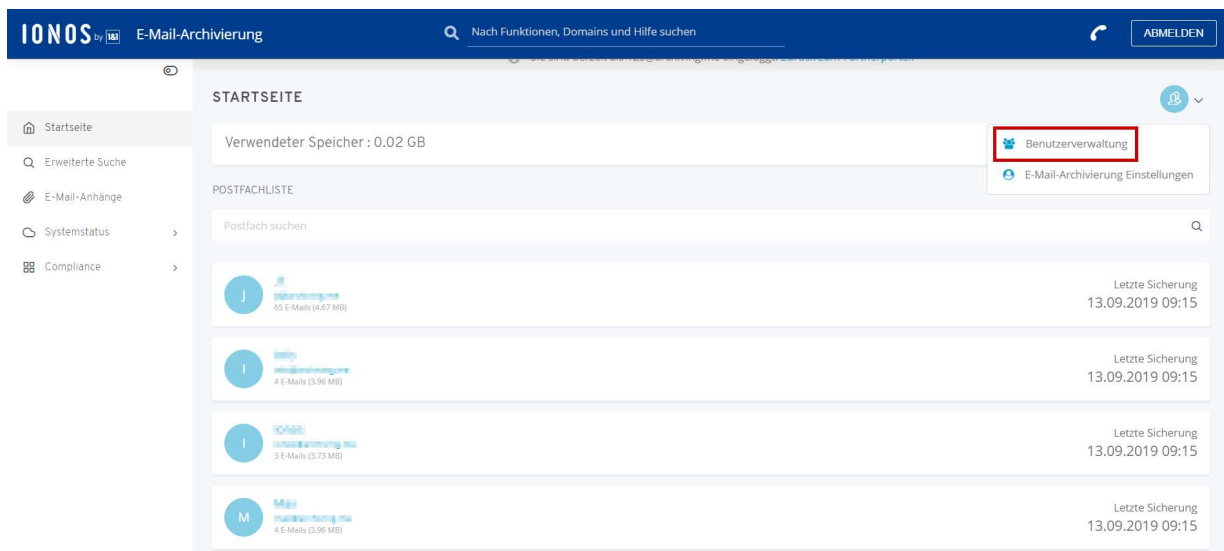 IONOS by 1&1 E-Mail-Archivierung
Nach Funktionen, Domains und Hilfe suchen
ABMELDEN
STARTSEITE
Startseite
Erweiterte Suche
E-Mail-Anhänge
Systemstatus
Compliance
Verwendeter Speicher : 0.02 GB
Benutzerverwaltung
E-Mail-Archivierung Einstellungen
POSTFACHLISTE
Postfach suchen
J
65 E-Mails (4.67 MB)
Letzte Sicherung
13.09.2019 09:15
I
4 E-Mails (3.96 MB)
Letzte Sicherung
13.09.2019 09:15
I
3 E-Mails (3.73 MB)
Letzte Sicherung
13.09.2019 09:15
M
4 E-Mails (3.96 MB)
Letzte Sicherung
13.09.2019 09:15